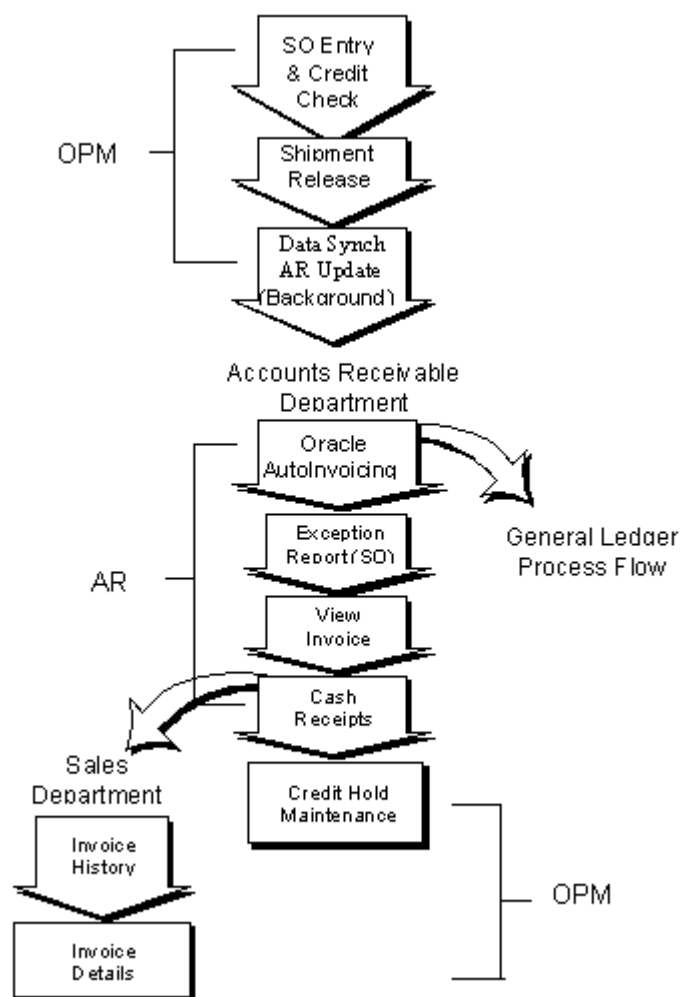 SO Entry
& Credit
Check
OPM
Shipment
Release
Data Synch
AR Update
(Background)
Accounts Receivable
Department
Oracle
AutoInvoicing
General Ledger
Process Flow
Exception
Report (SO)
AR
View
Invoice
Cash
Receipts
Sales
Department
Credit Hold
Maintenance
Invoice
History
OPM
Invoice
Details